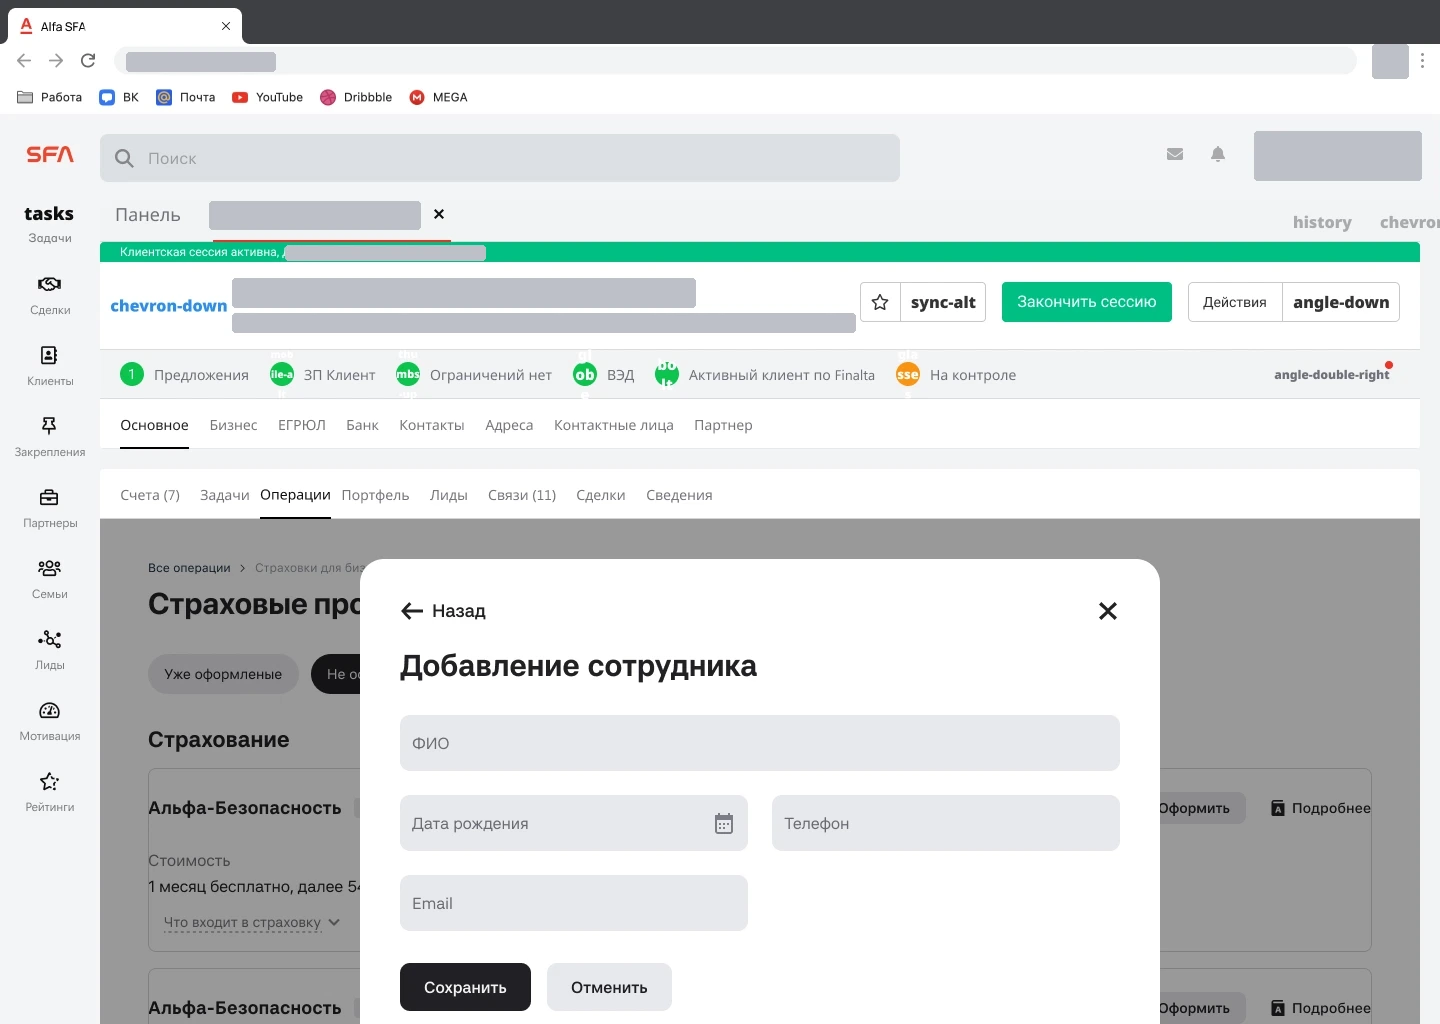 Alfa SFA
Работа ВК Почта YouTube Dribbble MEGA
SFA
Поиск
tasks
Задачи
Сделки
Клиенты
Закрепления
Партнеры
Семьи
Лиды
Мотивация
Рейтинги
Панель
history
Клиентская сессия активна,
chevron-down
sync-alt
Закончить сессию
Действия
angle-down
1 Предложения ЗП Клиент Ограничений нет ВЭД Активный клиент по Finalta На контроле
angle-double-right
Основное Бизнес ЕГРЮЛ Банк Контакты Адреса Контактные лица Партнер
Счета (7) Задачи Операции Портфель Лиды Связи (11) Сделки Сведения
Все операции Страховки для
Страховые
Уже оформленые Не
Страхование
Альфа-Безопасность
Стоимость
1 месяц бесплатно, далее
Что входит в страховку
Оформить Подробнее
Альфа-Безопасность
Оформить Подробнее
Назад
Добавление сотрудника
ФИО
Дата рождения
Телефон
Email
Сохранить
Отменить